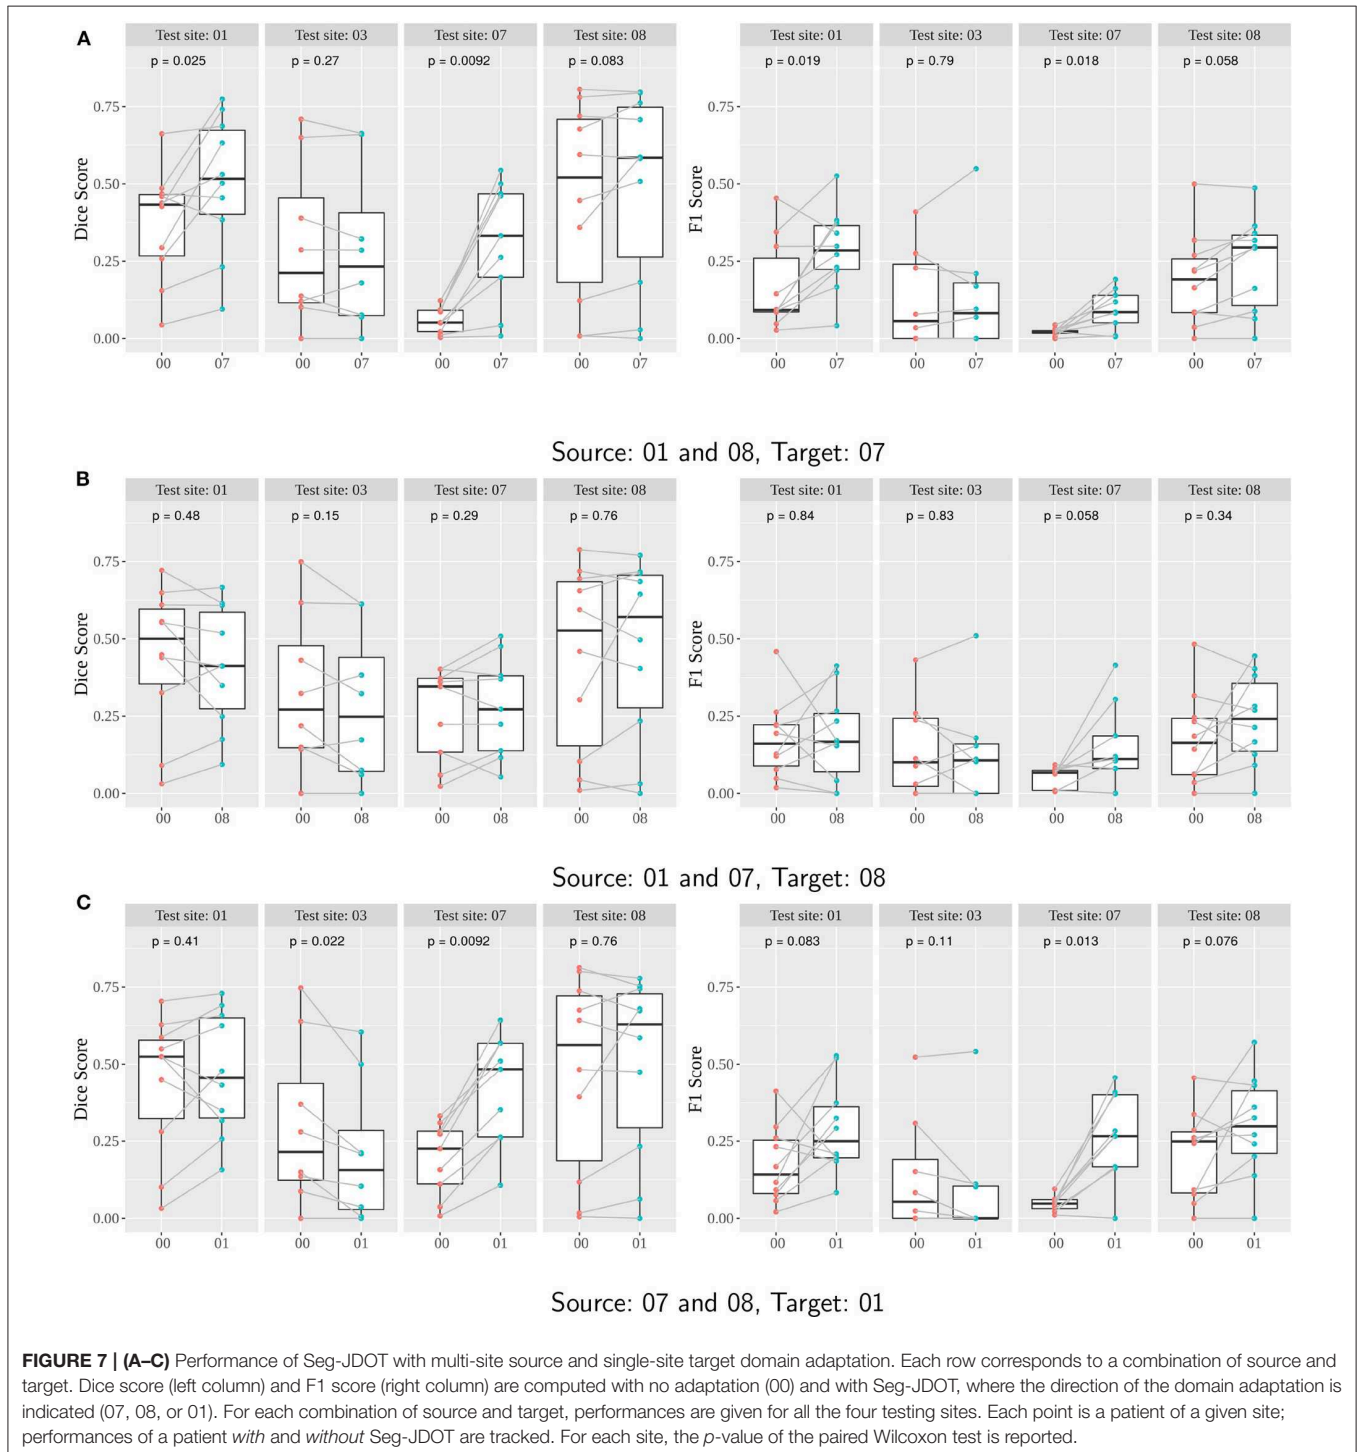 A
Test site: 01 Test site: 03 Test site: 07 Test site: 08 Test site: 01 Test site: 03 Test site: 07 Test site: 08
p = 0.025 p = 0.27 p = 0.0092 p = 0.083 p = 0.019 p = 0.79 p = 0.018 p = 0.058
Dice Score
0.75
0.50
0.25
0.00
F1 Score
0.75
0.50
0.25
0.00
00 07 00 07 00 07 00 07 00 07 00 07 00 07 00 07
Source: 01 and 08, Target: 07
B
Test site: 01 Test site: 03 Test site: 07 Test site: 08 Test site: 01 Test site: 03 Test site: 07 Test site: 08
p = 0.48 p = 0.15 p = 0.29 p = 0.76 p = 0.84 p = 0.83 p = 0.058 p = 0.34
Dice Score
0.75
0.50
0.25
0.00
F1 Score
0.75
0.50
0.25
0.00
00 08 00 08 00 08 00 08 00 08 00 08 00 08 00 08
Source: 01 and 07, Target: 08
C
Test site: 01 Test site: 03 Test site: 07 Test site: 08 Test site: 01 Test site: 03 Test site: 07 Test site: 08
p = 0.41 p = 0.022 p = 0.0092 p = 0.76 p = 0.083 p = 0.11 p = 0.013 p = 0.076
Dice Score
0.75
0.50
0.25
0.00
F1 Score
0.75
0.50
0.25
0.00
00 01 00 01 00 01 00 01 00 01 00 01 00 01 00 01
Source: 07 and 08, Target: 01
FIGURE 7 | (A–C) Performance of Seg-JDOT with multi-site source and single-site target domain adaptation. Each row corresponds to a combination of source and
target. Dice score (left column) and F1 score (right column) are computed with no adaptation (00) and with Seg-JDOT, where the direction of the domain adaptation is
indicated (07, 08, or 01). For each combination of source and target, performances are given for all the four testing sites. Each point is a patient of a given site;
performances of a patient with and without Seg-JDOT are tracked. For each site, the p-value of the paired Wilcoxon test is reported.